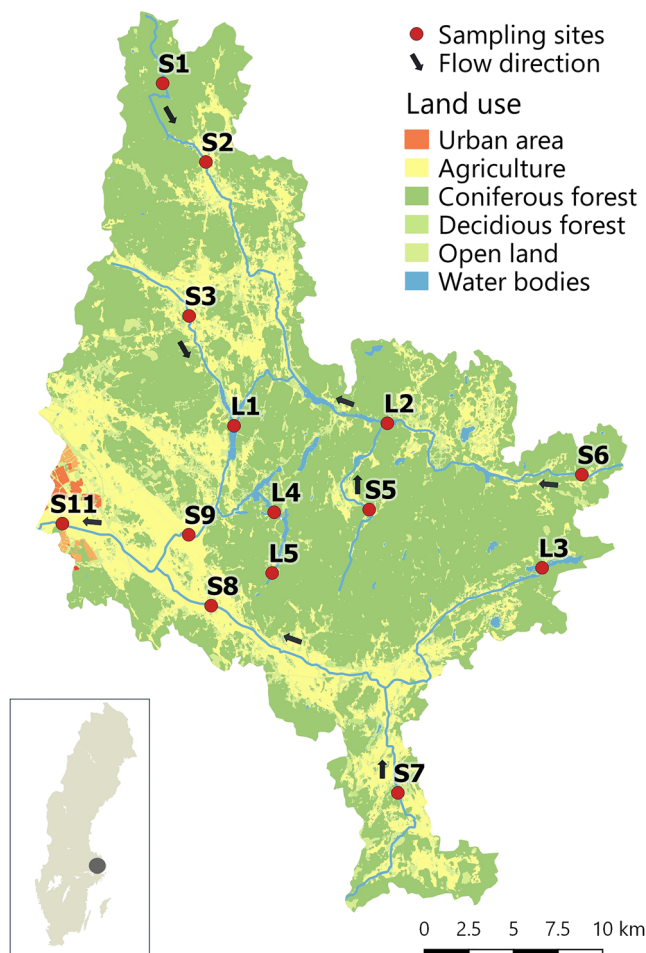 Sampling sites
Flow direction
Land use
Urban area
Agriculture
Coniferous forest
Decidious forest
Open land
Water bodies
S1
S2
S3
L1
L2
S6
S11
S9
L4
S5
L3
L5
S8
S7
0 2.5 5 7.5 10 km